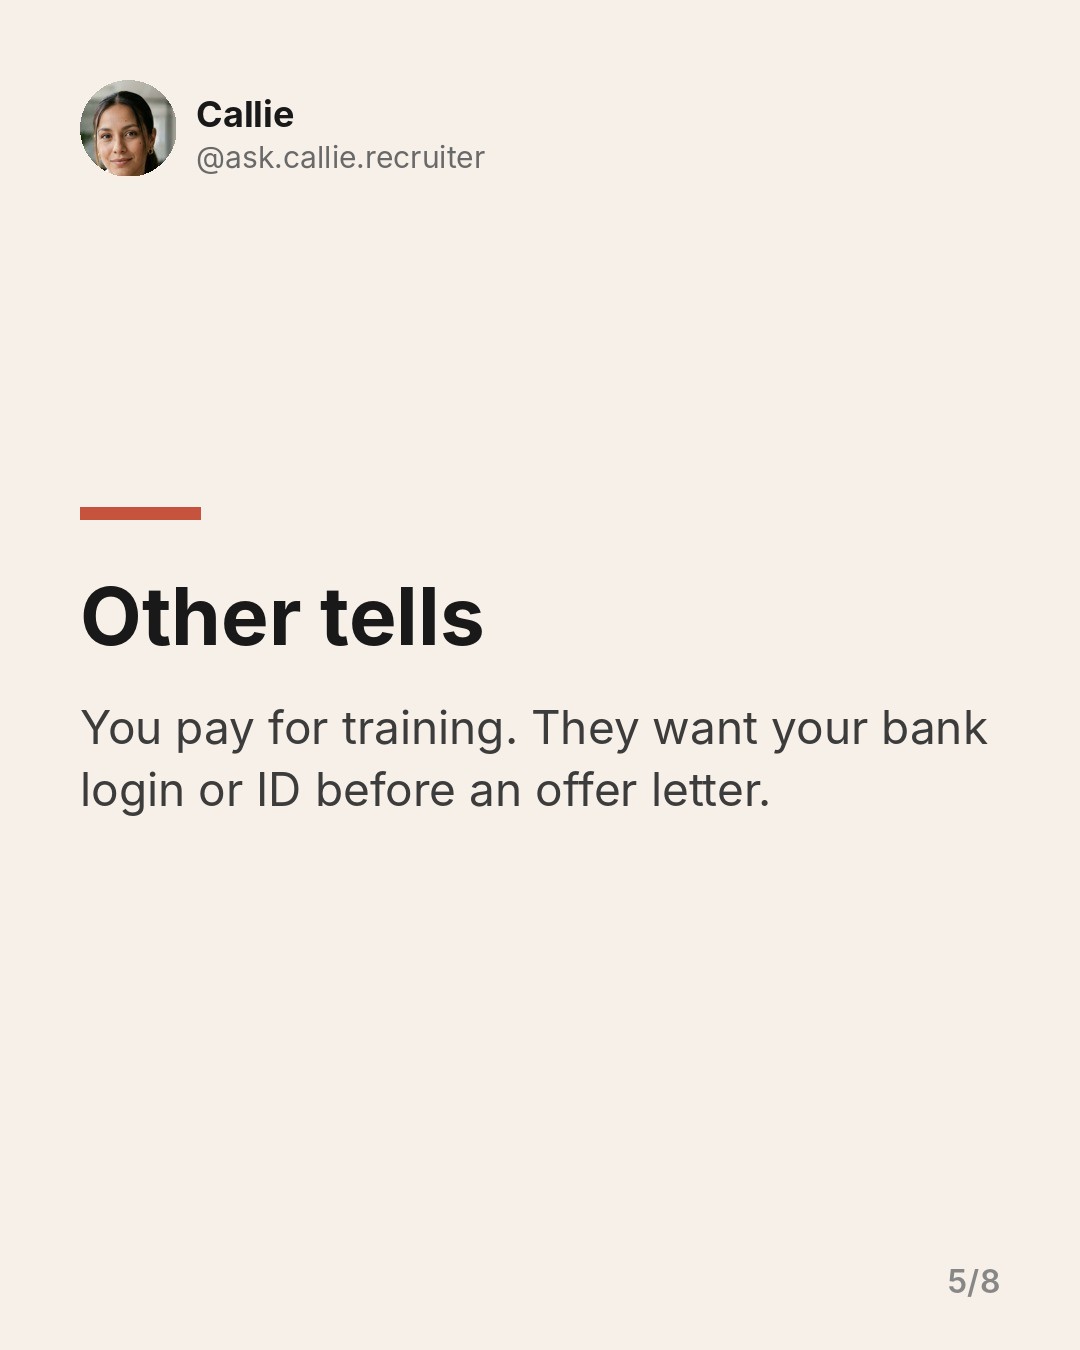 Callie
@ask.callie.recruiter
Other tells
You pay for training. They want your bank
login or ID before an offer letter.
5/8